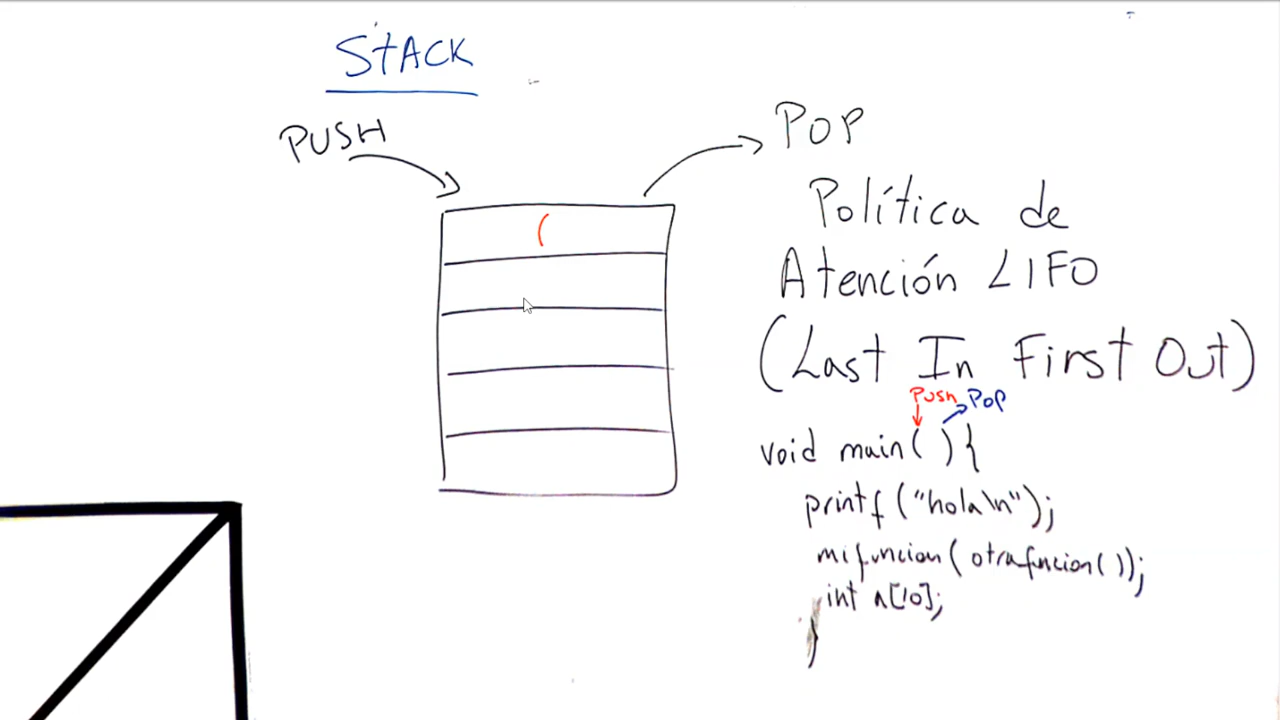 STACK
PUSH
POP
Política de
Atención LIFO
(Last In First Out)
(
Push Pop
void main( ){
printf ("hola\n");
mifuncion( otrafuncion());
int a[10];
}